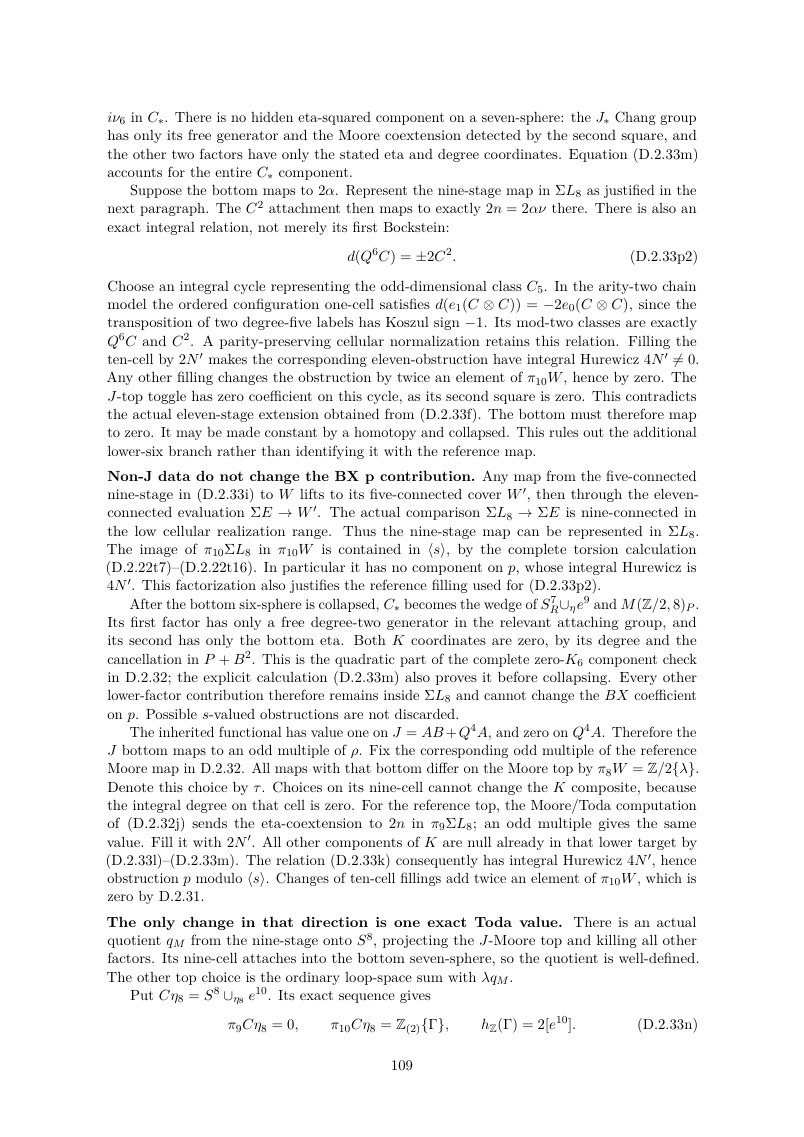 iν₆ in C∗. There is no hidden eta-squared component on a seven-sphere: the J∗ Chang group
has only its free generator and the Moore coextension detected by the second square, and
the other two factors have only the stated eta and degree coordinates. Equation (D.2.33m)
accounts for the entire C∗ component.
Suppose the bottom maps to 2α. Represent the nine-stage map in ΣL₈ as justified in the
next paragraph. The C² attachment then maps to exactly 2n = 2αν there. There is also an
exact integral relation, not merely its first Bockstein:
d(Q⁶C) = ±2C². (D.2.33p2)
Choose an integral cycle representing the odd-dimensional class C₅. In the arity-two chain
model the ordered configuration one-cell satisfies d(e₁(C ⊗ C)) = −2e₀(C ⊗ C), since the
transposition of two degree-five labels has Koszul sign −1. Its mod-two classes are exactly
Q⁶C and C². A parity-preserving cellular normalization retains this relation. Filling the
ten-cell by 2N′ makes the corresponding eleven-obstruction have integral Hurewicz 4N′ ≠ 0.
Any other filling changes the obstruction by twice an element of π₁₀W, hence by zero. The
J-top toggle has zero coefficient on this cycle, as its second square is zero. This contradicts
the actual eleven-stage extension obtained from (D.2.33f). The bottom must therefore map
to zero. It may be made constant by a homotopy and collapsed. This rules out the additional
lower-six branch rather than identifying it with the reference map.
Non-J data do not change the BX p contribution. Any map from the five-connected
nine-stage in (D.2.33i) to W lifts to its five-connected cover W′, then through the eleven-
connected evaluation ΣE → W′. The actual comparison ΣL₈ → ΣE is nine-connected in
the low cellular realization range. Thus the nine-stage map can be represented in ΣL₈.
The image of π₁₀ΣL₈ in π₁₀W is contained in ⟨s⟩, by the complete torsion calculation
(D.2.22t7)–(D.2.22t16). In particular it has no component on p, whose integral Hurewicz is
4N′. This factorization also justifies the reference filling used for (D.2.33p2).
After the bottom six-sphere is collapsed, C∗ becomes the wedge of S⁷_R∪_ηe⁹ and M(ℤ/2, 8)_P.
Its first factor has only a free degree-two generator in the relevant attaching group, and
its second has only the bottom eta. Both K coordinates are zero, by its degree and the
cancellation in P + B². This is the quadratic part of the complete zero-K₆ component check
in D.2.32; the explicit calculation (D.2.33m) also proves it before collapsing. Every other
lower-factor contribution therefore remains inside ΣL₈ and cannot change the BX coefficient
on p. Possible s-valued obstructions are not discarded.
The inherited functional has value one on J = AB+Q⁴A, and zero on Q⁴A. Therefore the
J bottom maps to an odd multiple of ρ. Fix the corresponding odd multiple of the reference
Moore map in D.2.32. All maps with that bottom differ on the Moore top by π₈W = ℤ/2{λ}.
Denote this choice by τ. Choices on its nine-cell cannot change the K composite, because
the integral degree on that cell is zero. For the reference top, the Moore/Toda computation
of (D.2.32j) sends the eta-coextension to 2n in π₉ΣL₈; an odd multiple gives the same
value. Fill it with 2N′. All other components of K are null already in that lower target by
(D.2.33l)–(D.2.33m). The relation (D.2.33k) consequently has integral Hurewicz 4N′, hence
obstruction p modulo ⟨s⟩. Changes of ten-cell fillings add twice an element of π₁₀W, which is
zero by D.2.31.
The only change in that direction is one exact Toda value. There is an actual
quotient q_M from the nine-stage onto S⁸, projecting the J-Moore top and killing all other
factors. Its nine-cell attaches into the bottom seven-sphere, so the quotient is well-defined.
The other top choice is the ordinary loop-space sum with λq_M.
Put Cη₈ = S⁸ ∪_η₈ e¹⁰. Its exact sequence gives
π₉Cη₈ = 0, π₁₀Cη₈ = ℤ₍₂₎{Γ}, h_ℤ(Γ) = 2[e¹⁰]. (D.2.33n)
109